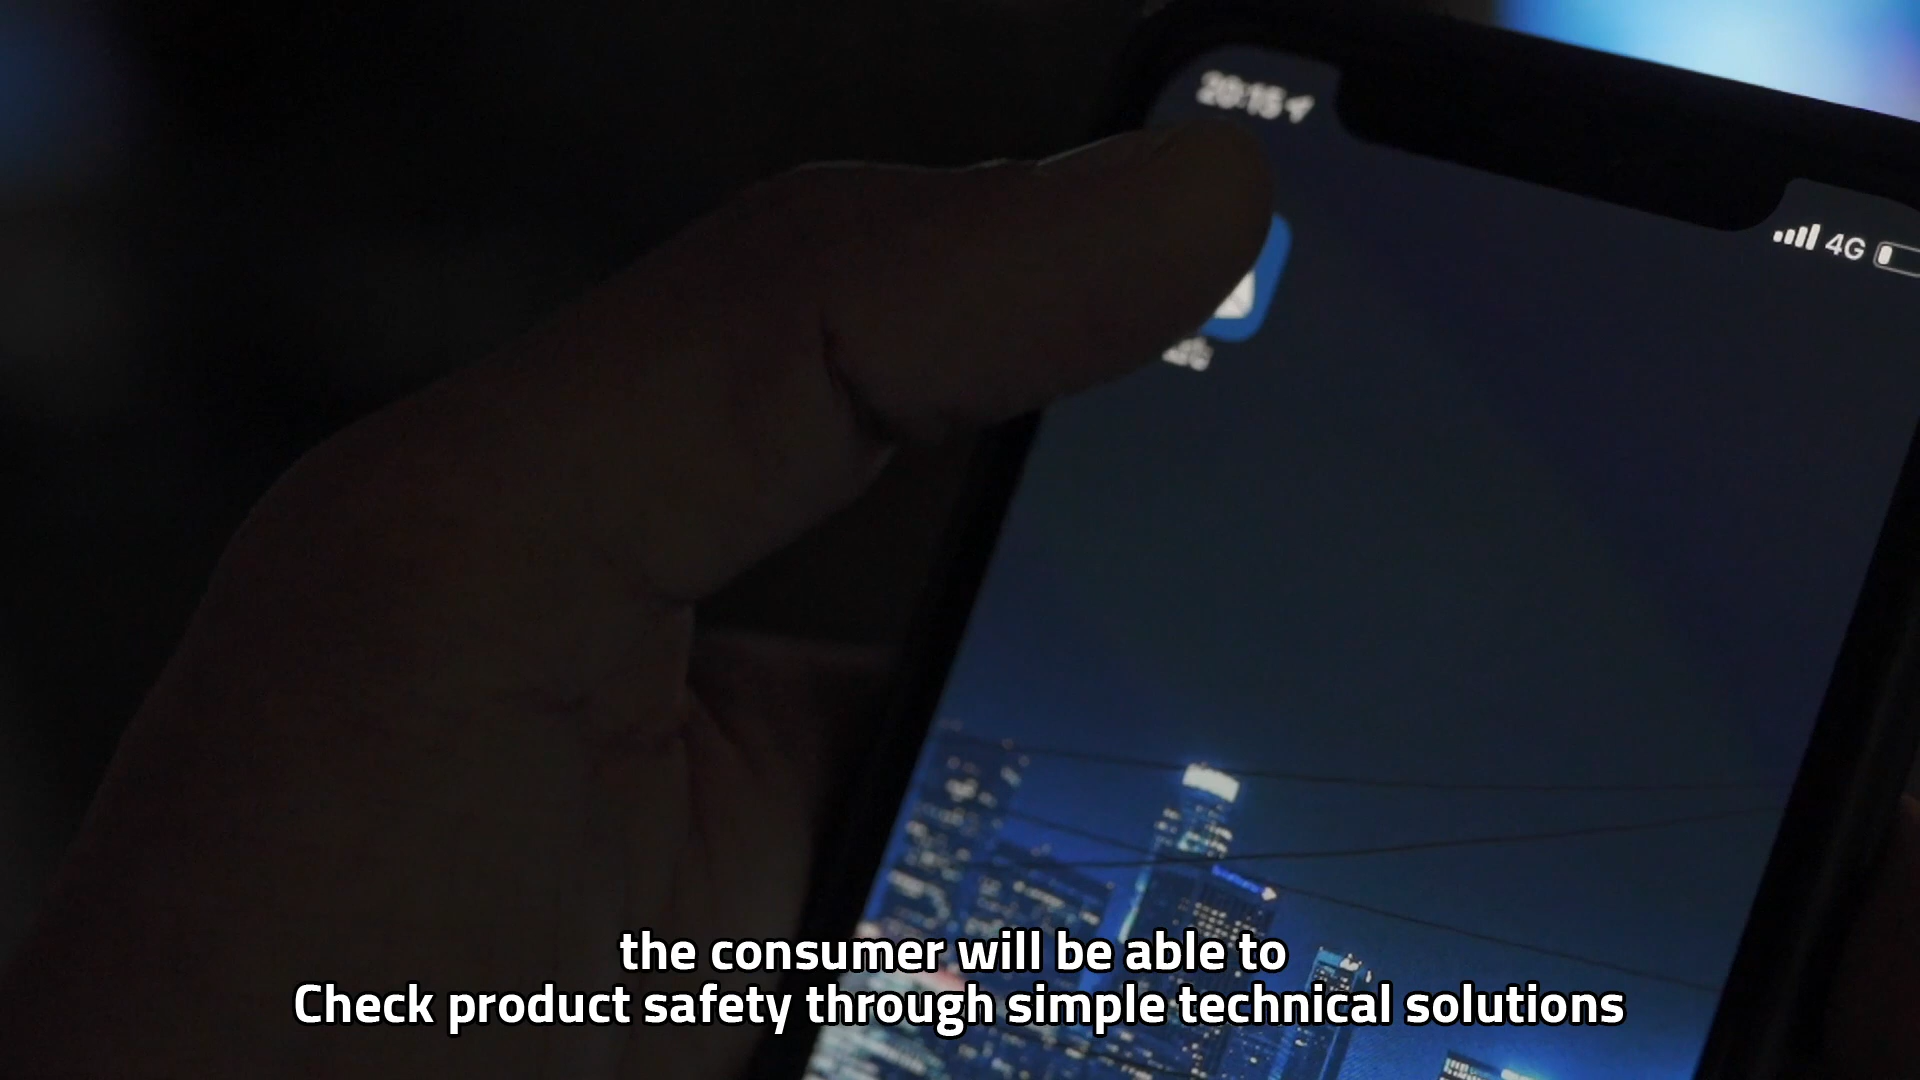 20:15
4G
the consumer will be able to
Check product safety through simple technical solutions